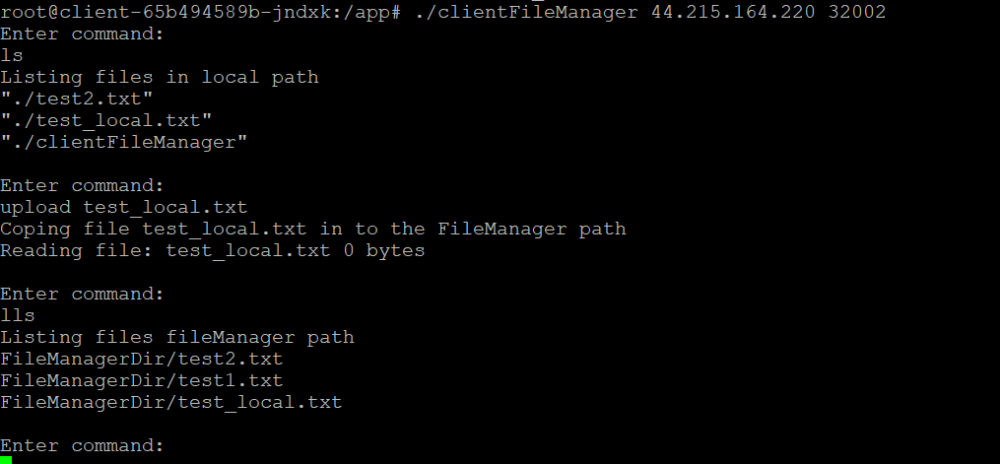 root@client-65b494589b-jndxk:/app# ./clientFileManager 44.215.164.220 32002
Enter command:
ls
Listing files in local path
"./test2.txt"
"./test_local.txt"
"./clientFileManager"
Enter command:
upload test_local.txt
Coping file test_local.txt in to the FileManager path
Reading file: test_local.txt 0 bytes
Enter command:
lls
Listing files fileManager path
FileManagerDir/test2.txt
FileManagerDir/test1.txt
FileManagerDir/test_local.txt
Enter command: